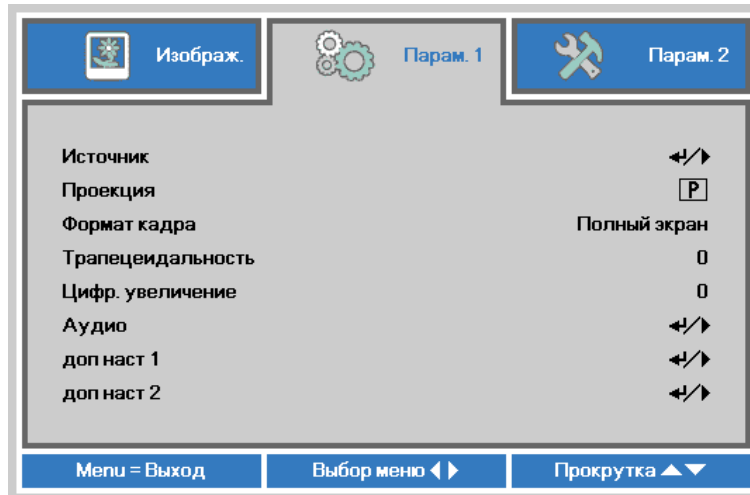 Изображ. Парам. 1 Парам. 2
Источник
Проекция P
Формат кадра Полный экран
Трапецеидальность 0
Цифр. увеличение 0
Аудио
доп наст 1
доп наст 2
Menu = Выход Выбор меню Прокрутка